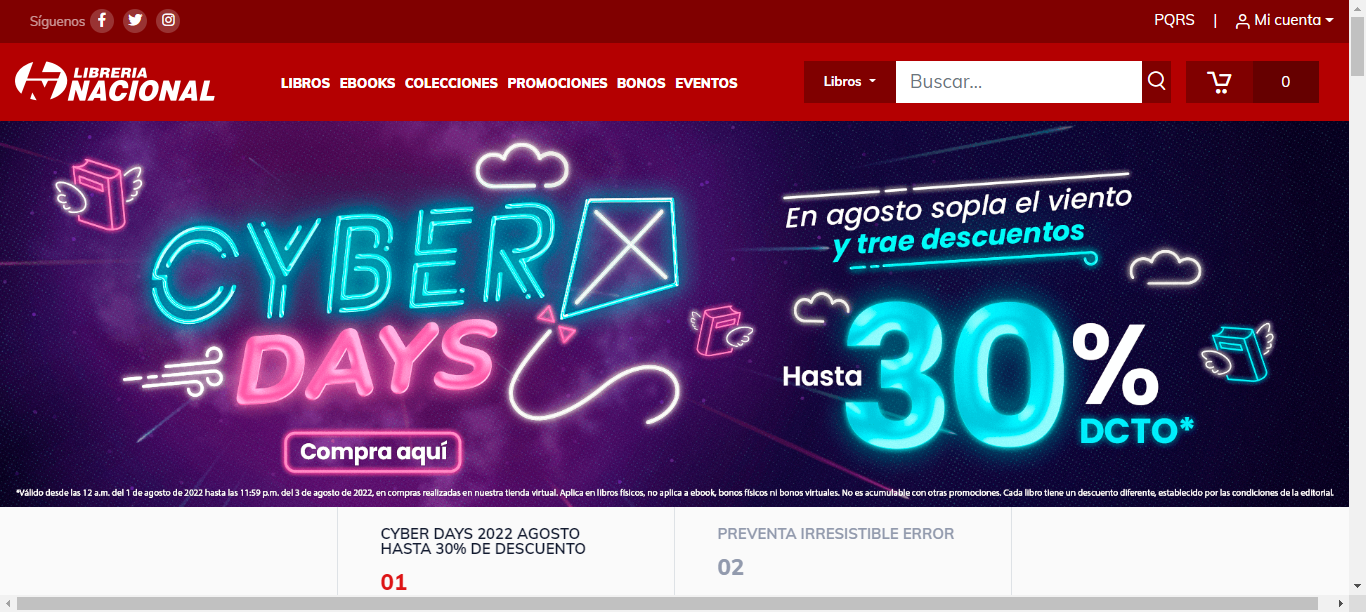 Síguenos
PQRS | Mi cuenta
LIBRERIA
NACIONAL
LIBROS EBOOKS COLECCIONES PROMOCIONES BONOS EVENTOS
Libros
Buscar...
0
CYBER
DAYS
Compra aquí
En agosto sopla el viento
y trae descuentos
Hasta 30%
DCTO*
*Válido desde las 12 a.m. del 1 de agosto de 2022 hasta las 11:59 p.m. del 3 de agosto de 2022, en compras realizadas en nuestra tienda virtual. Aplica en libros físicos, no aplica a ebook, bonos físicos ni bonos virtuales. No es acumulable con otras promociones. Cada libro tiene un descuento diferente, establecido por las condiciones de la editorial.
CYBER DAYS 2022 AGOSTO
HASTA 30% DE DESCUENTO
01
PREVENTA IRRESISTIBLE ERROR
02